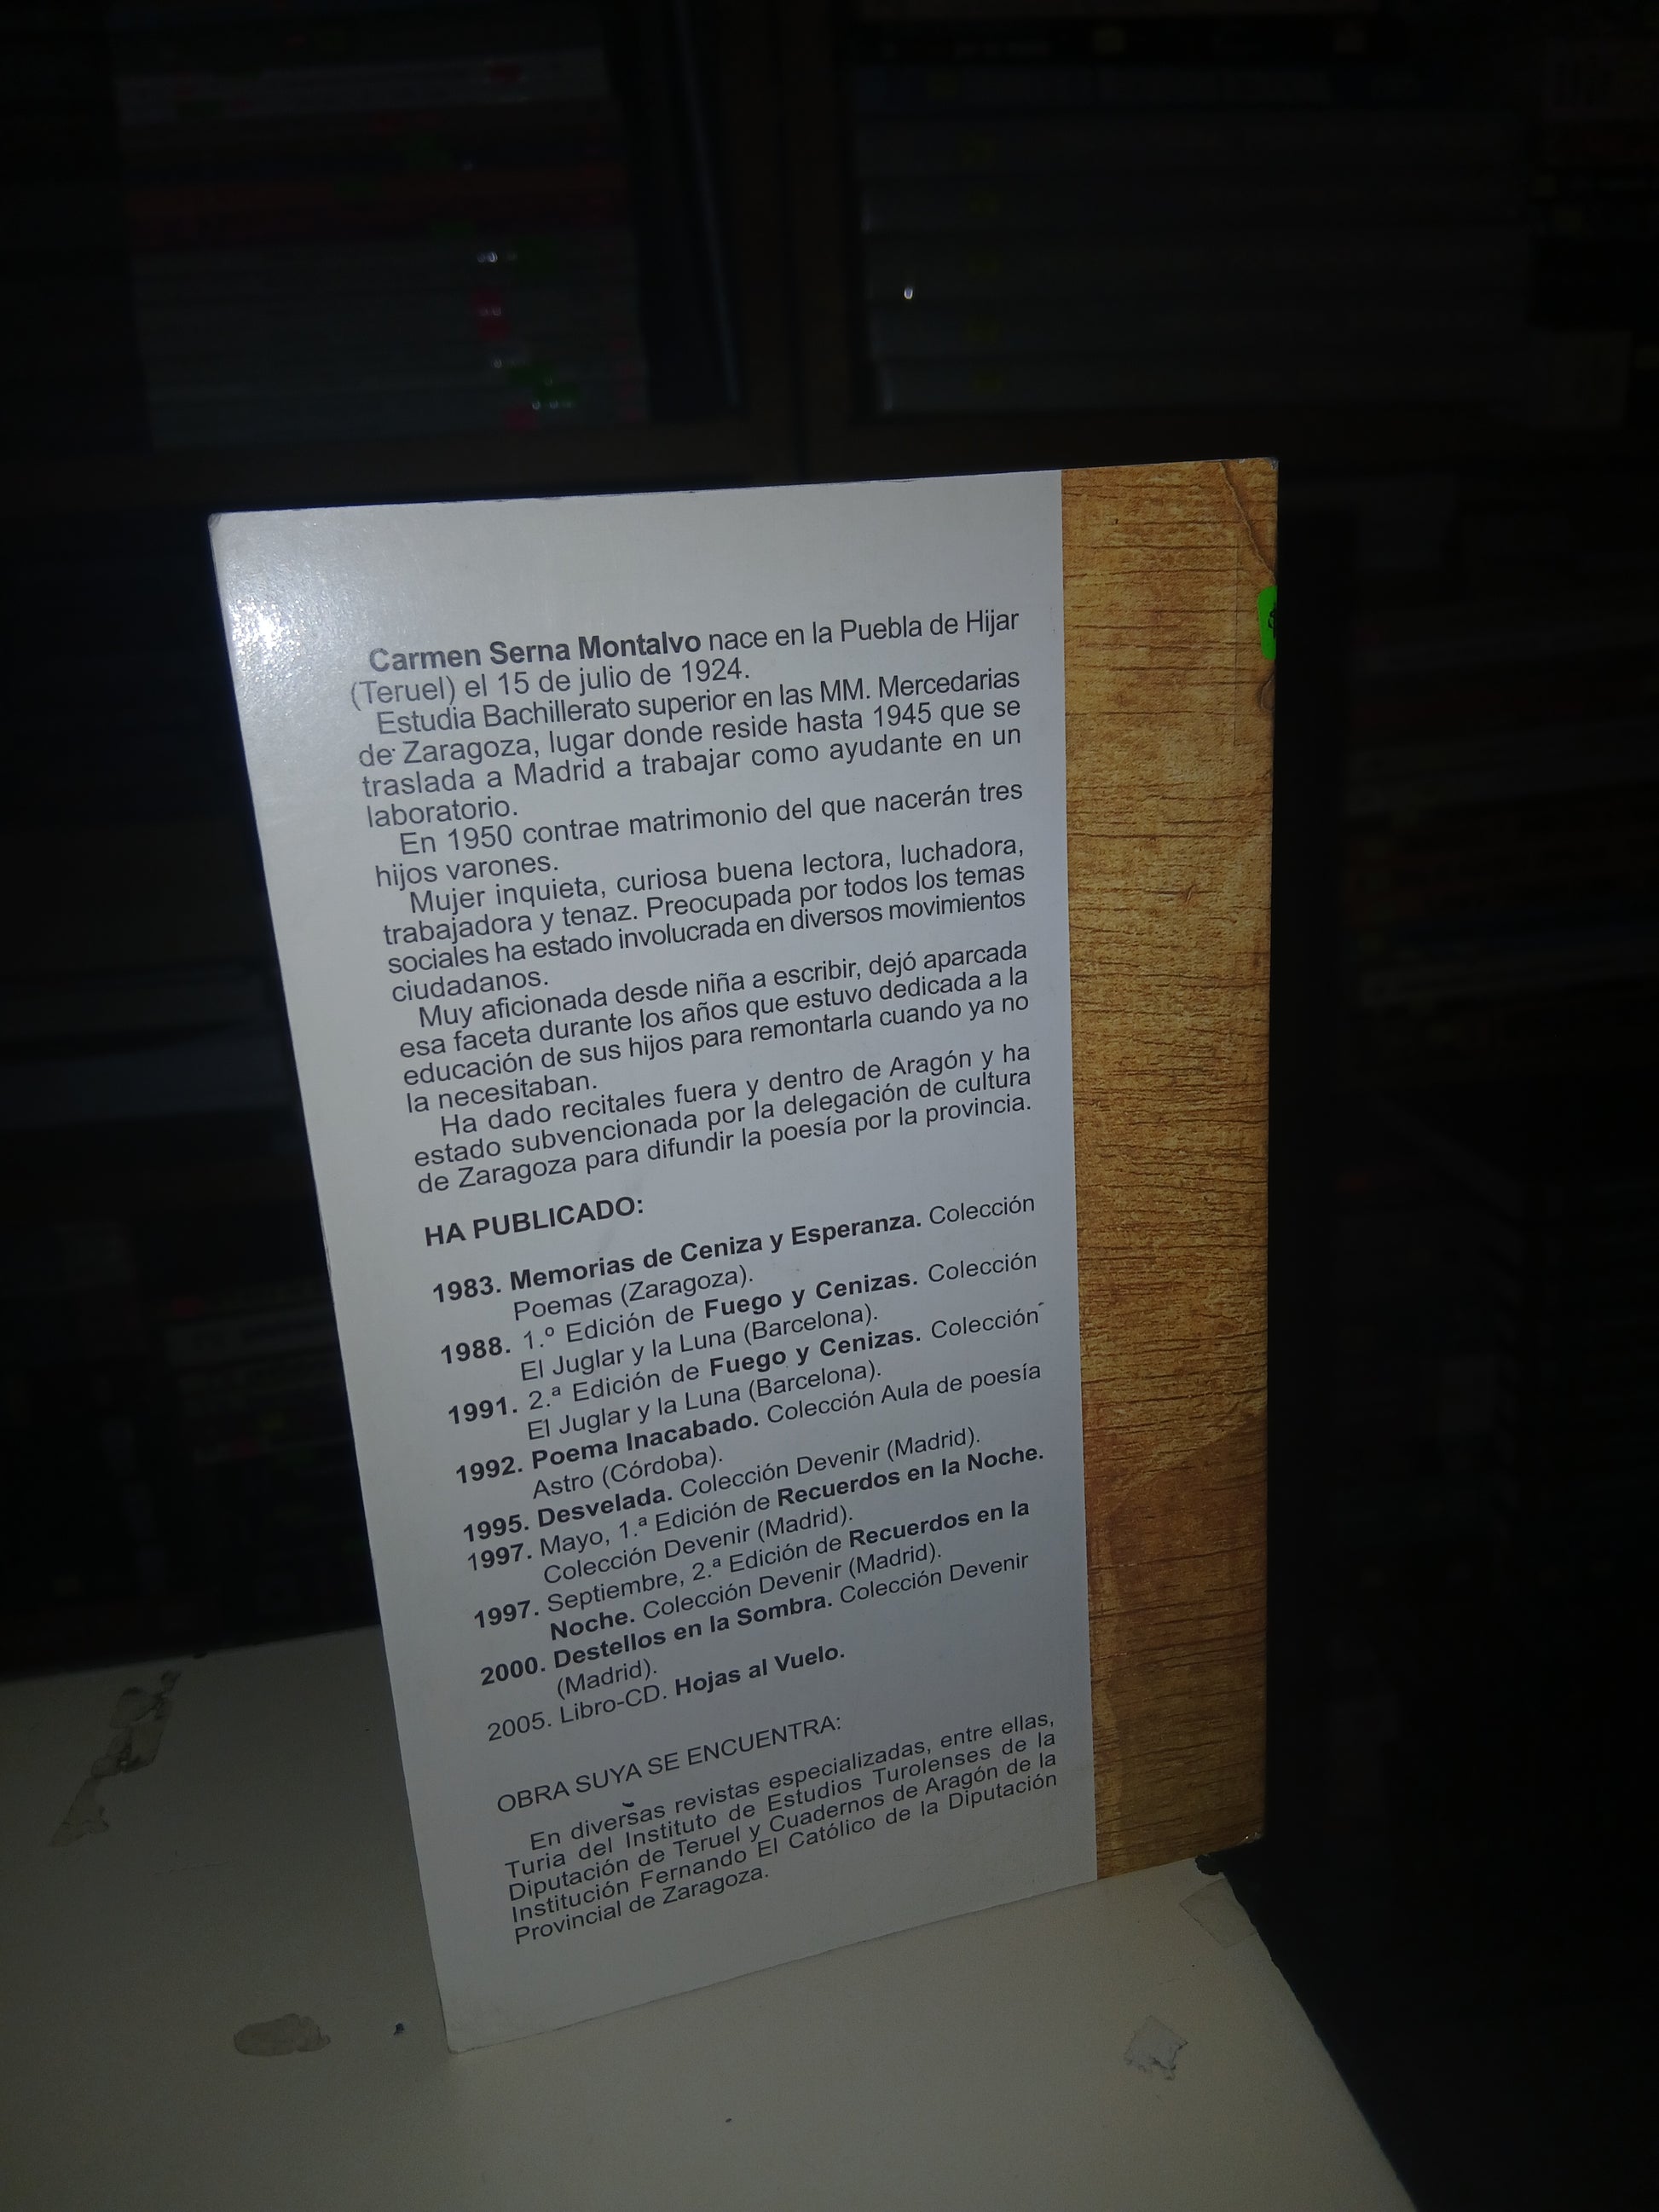 Carmen Serna Montalvo nace en la Puebla de Hijar
(Teruel) el 15 de julio de 1924.
Estudia Bachillerato superior en las MM. Mercedarias
de Zaragoza, lugar donde reside hasta 1945 que se
traslada a Madrid a trabajar como ayudante en un
laboratorio.
En 1950 contrae matrimonio del que nacerán tres
hijos varones.
Mujer inquieta, curiosa buena lectora, luchadora,
trabajadora y tenaz. Preocupada por todos los temas
sociales ha estado involucrada en diversos movimientos
ciudadanos.
Muy aficionada desde niña a escribir, dejó aparcada
esa faceta durante los años que estuvo dedicada a la
educación de sus hijos para remontarla cuando ya no
la necesitaban.
Ha dado recitales fuera y dentro de Aragón y ha
estado subvencionada por la delegación de cultura
de Zaragoza para difundir la poesía por la provincia.
HA PUBLICADO:
1983. Memorias de Ceniza y Esperanza. Colección
Poemas (Zaragoza).
1988. 1.º Edición de Fuego y Cenizas. Colección
El Juglar y la Luna (Barcelona).
1991. 2.ª Edición de Fuego y Cenizas. Colección
El Juglar y la Luna (Barcelona).
1992. Poema Inacabado. Colección Aula de poesía
Astro (Córdoba).
1995. Desvelada. Colección Devenir (Madrid).
1997. Mayo, 1.ª Edición de Recuerdos en la Noche.
Colección Devenir (Madrid).
1997. Septiembre, 2.ª Edición de Recuerdos en la
Noche. Colección Devenir (Madrid).
2000. Destellos en la Sombra. Colección Devenir
(Madrid).
2005. Libro-CD. Hojas al Vuelo.
OBRA SUYA SE ENCUENTRA:
En diversas revistas especializadas, entre ellas,
Turia del Instituto de Estudios Turolenses de la
Diputación de Teruel y Cuadernos de Aragón de la
Institución Fernando El Católico de la Diputación
Provincial de Zaragoza.